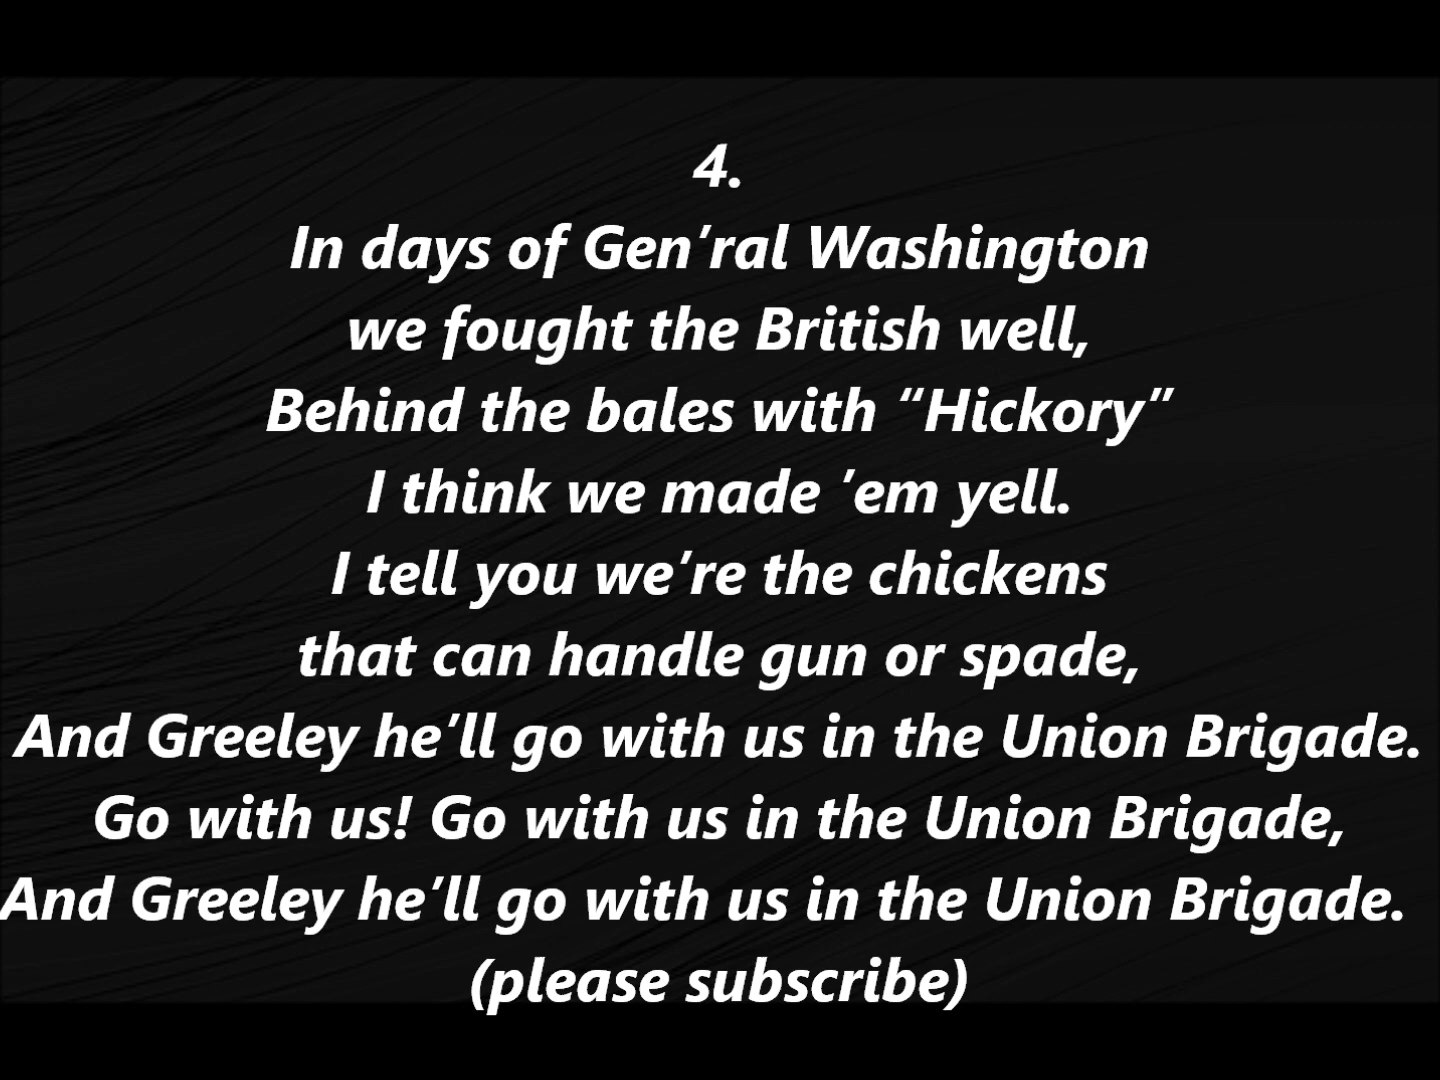 4.
In days of Gen’ral Washington
we fought the British well,
Behind the bales with “Hickory”
I think we made ’em yell.
I tell you we’re the chickens
that can handle gun or spade,
And Greeley he’ll go with us in the Union Brigade.
Go with us! Go with us in the Union Brigade,
And Greeley he’ll go with us in the Union Brigade.
(please subscribe)